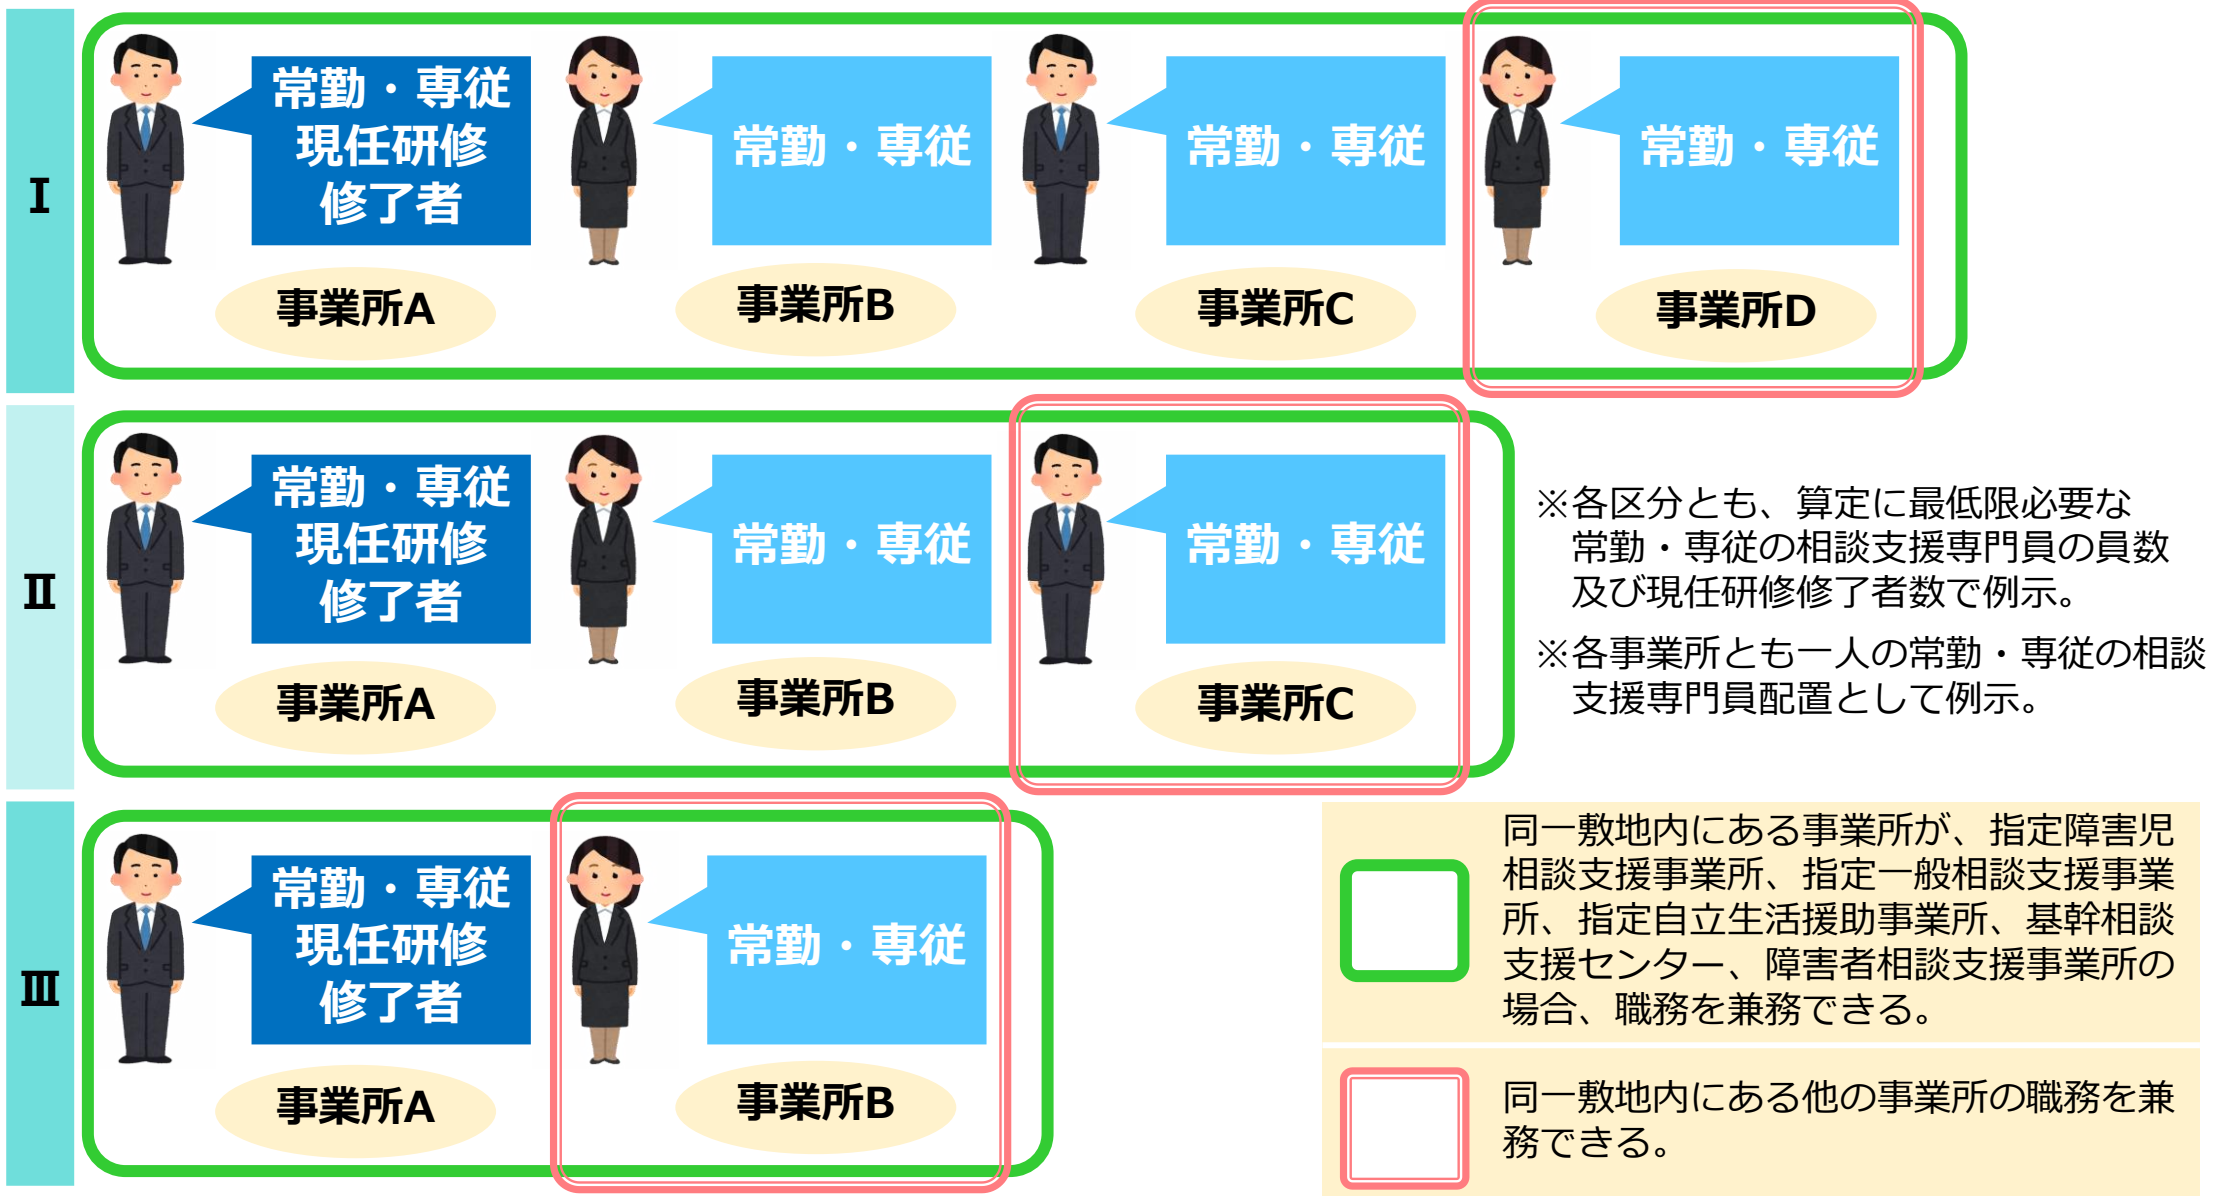 Ⅰ
常勤・専従
現任研修
修了者
事業所A
常勤・専従
事業所B
常勤・専従
事業所C
常勤・専従
事業所D
Ⅱ
常勤・専従
現任研修
修了者
事業所A
常勤・専従
事業所B
常勤・専従
事業所C
※各区分とも、算定に最低限必要な
常勤・専従の相談支援専門員の員数
及び現任研修修了者数で例示。
※各事業所とも一人の常勤・専従の相談
支援専門員配置として例示。
Ⅲ
常勤・専従
現任研修
修了者
事業所A
常勤・専従
事業所B
同一敷地内にある事業所が、指定障害児
相談支援事業所、指定一般相談支援事業
所、指定自立生活援助事業所、基幹相談
支援センター、障害者相談支援事業所の
場合、職務を兼務できる。
同一敷地内にある他の事業所の職務を兼
務できる。